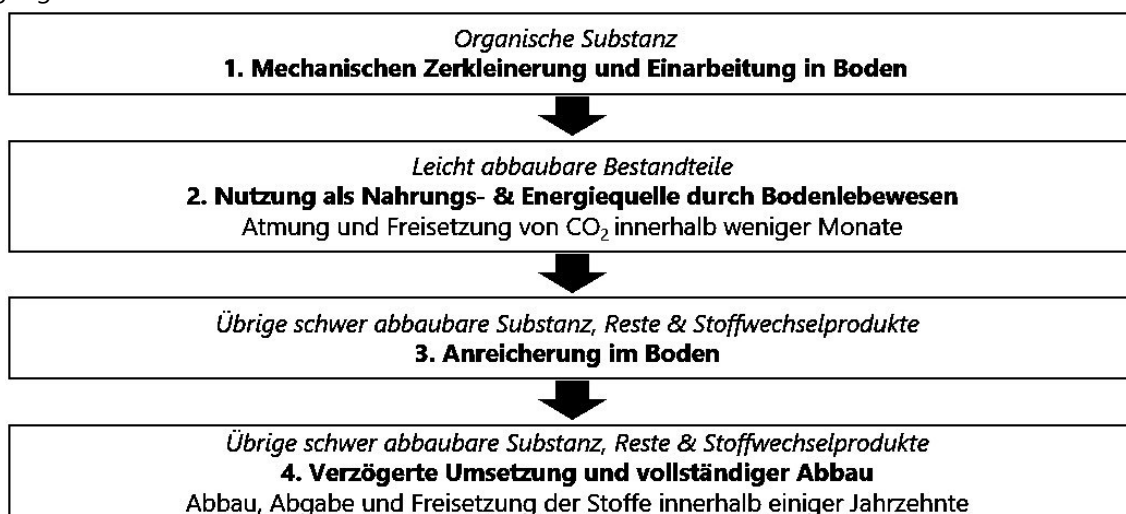 Organische Substanz
1. Mechanischen Zerkleinerung und Einarbeitung in Boden
Leicht abbaubare Bestandteile
2. Nutzung als Nahrungs- & Energiequelle durch Bodenlebewesen
Atmung und Freisetzung von CO₂ innerhalb weniger Monate
Übrige schwer abbaubare Substanz, Reste & Stoffwechselprodukte
3. Anreicherung im Boden
Übrige schwer abbaubare Substanz, Reste & Stoffwechselprodukte
4. Verzögerte Umsetzung und vollständiger Abbau
Abbau, Abgabe und Freisetzung der Stoffe innerhalb einiger Jahrzehnte